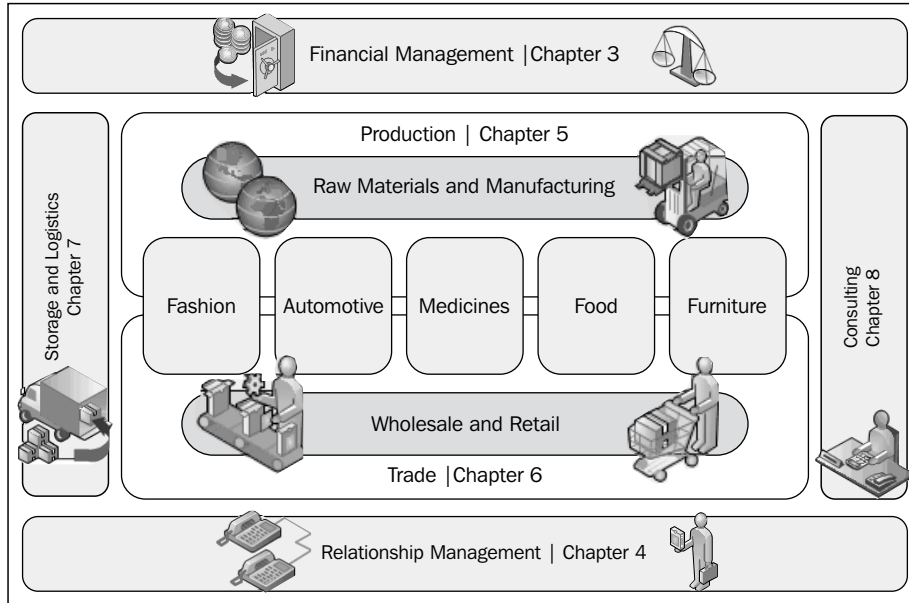 Financial Management |Chapter 3
Production | Chapter 5
Raw Materials and Manufacturing
Storage and Logistics
Chapter 7
Fashion
Automotive
Medicines
Food
Furniture
Consulting
Chapter 8
Wholesale and Retail
Trade |Chapter 6
Relationship Management | Chapter 4